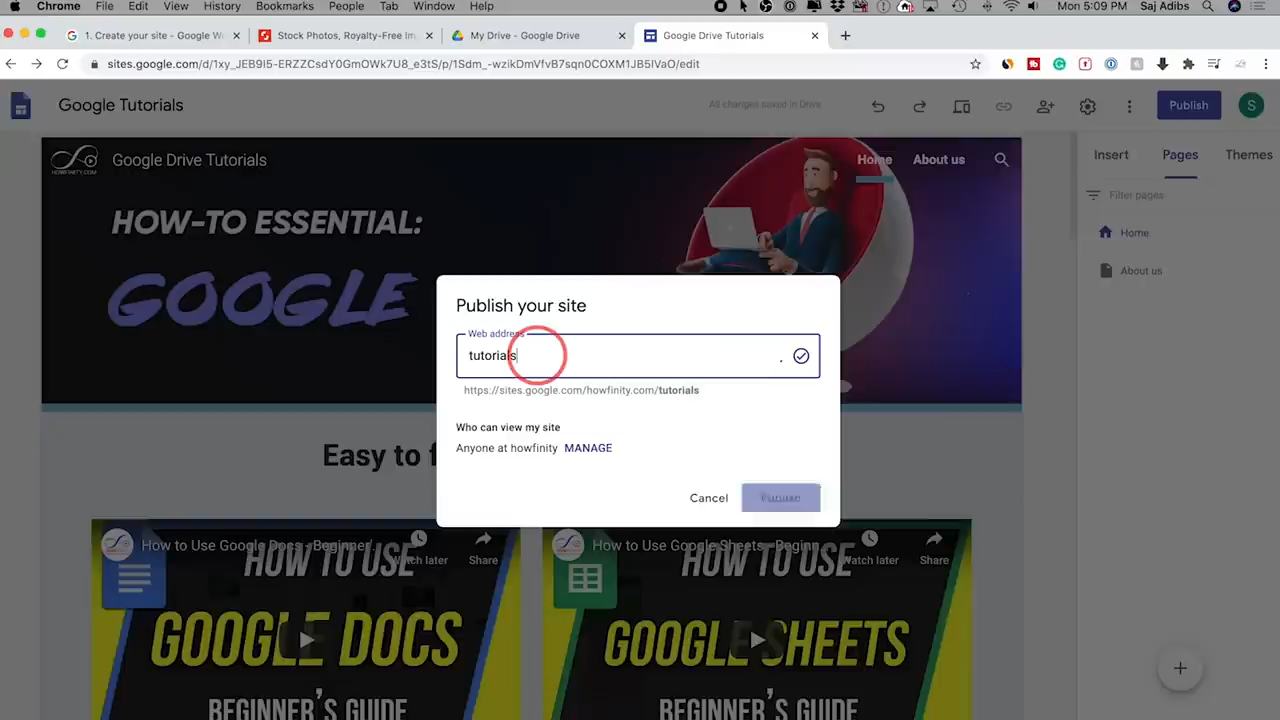 Chrome File Edit View History Bookmarks People Tab Window Help Mon 5:09 PM Saj Adibs
1. Create your site - Google W
Stock Photos, Royalty-Free Im
My Drive - Google Drive
Google Drive Tutorials
sites.google.com/d/1xy_JEB9I5-ERZZCsdY0GmOWk7U8_e3tS/p/1Sdm_-wzikDmVfvB7sqn0COXM1JB5IVaO/edit
Google Tutorials
All changes saved in Drive
Publish
S
HOWFINITY.COM
Google Drive Tutorials
Home
About us
Insert
Pages
Themes
Filter pages
Home
About us
HOW-TO ESSENTIAL:
GOOGLE
Publish your site
Web address
tutorials
https://sites.google.com/howfinity.com/tutorials
Who can view my site
Anyone at howfinity MANAGE
Cancel
Publish
Easy to f
How to Use Google Docs - Beginner'
Watch later
Share
HOW TO USE
GOOGLE DOCS
BEGINNER'S GUIDE
How to Use Google Sheets - Beginn
Watch later
Share
HOW TO USE
GOOGLE SHEETS
BEGINNER'S GUIDE